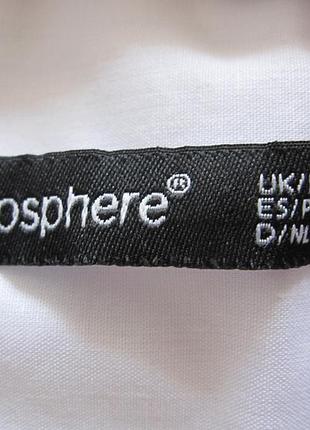 osphere®
UK/
ES/P
D/NL